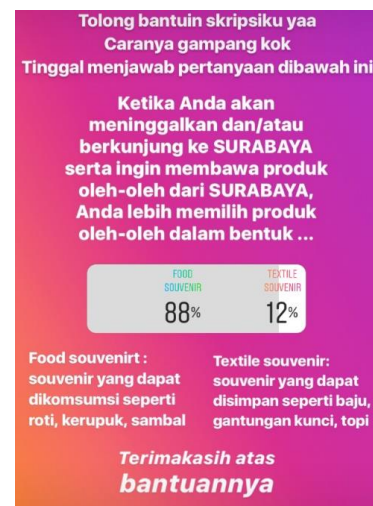 Tolong bantuin skripsiku yaa
Caranya gampang kok
Tinggal menjawab pertanyaan dibawah ini
Ketika Anda akan
meninggalkan dan/atau
berkunjung ke SURABAYA
serta ingin membawa produk
oleh-oleh dari SURABAYA,
Anda lebih memilih produk
oleh-oleh dalam bentuk ...
FOOD
SOUVENIR
88%
TEXTILE
SOUVENIR
12%
Food souvenirt :
souvenir yang dapat
dikomsumsi seperti
roti, kerupuk, sambal
Textile souvenir:
souvenir yang dapat
disimpan seperti baju,
gantungan kunci, topi
Terimakasih atas
bantuannya